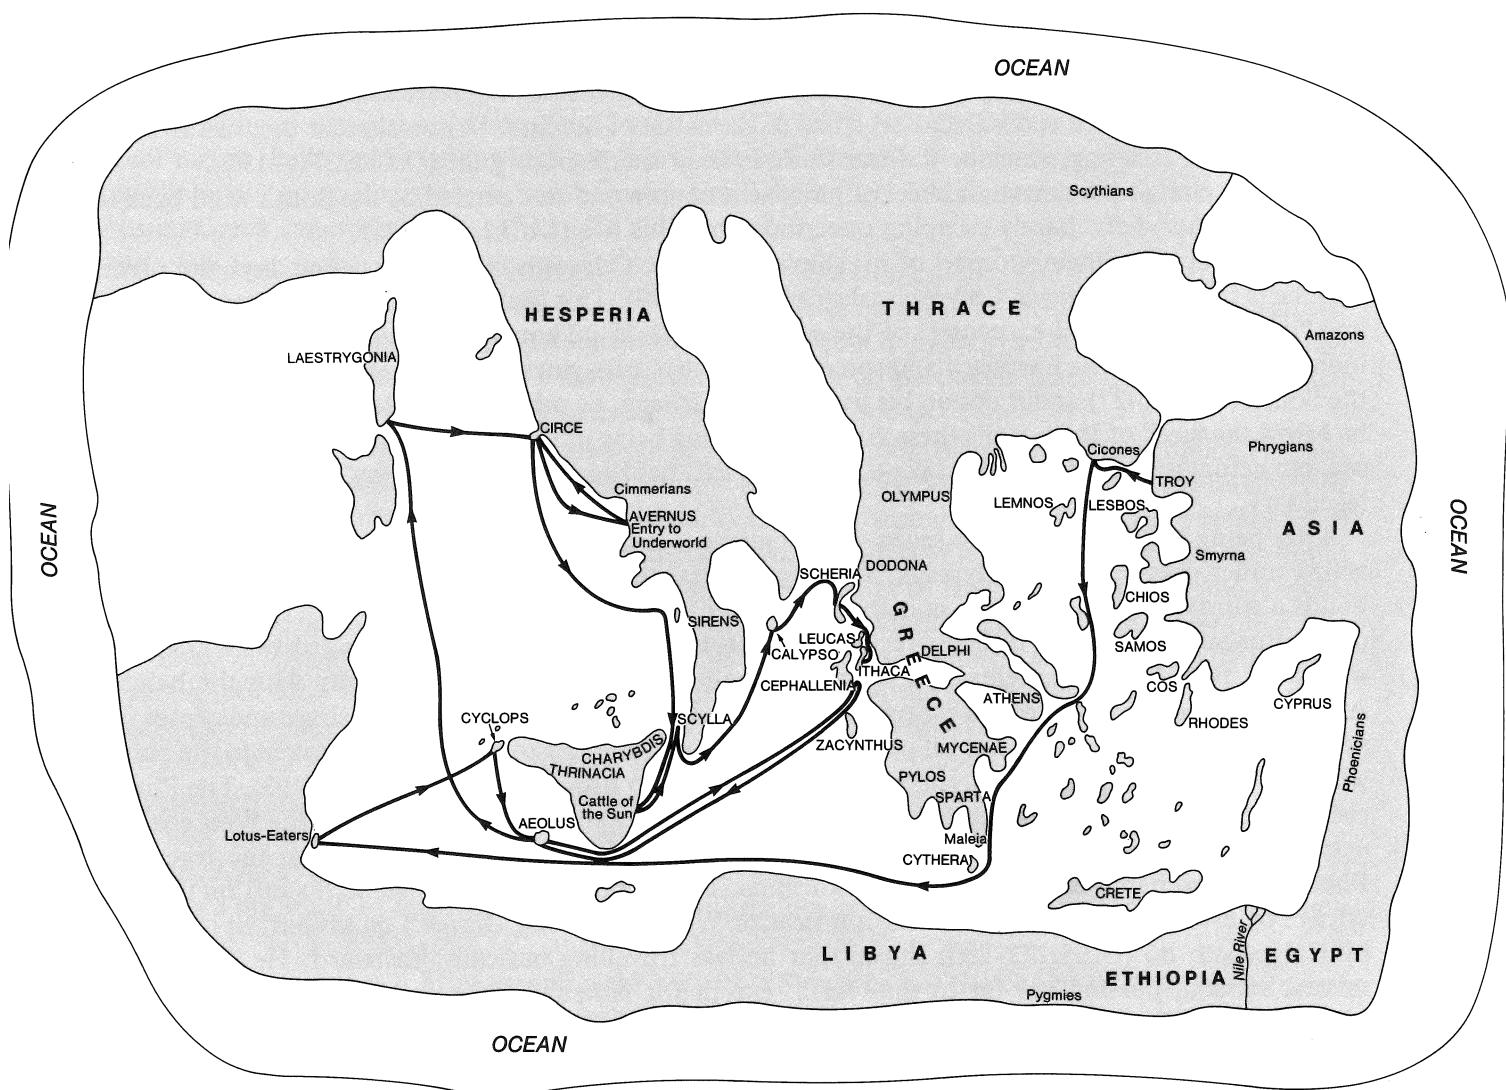 OCEAN
Scythians
HESPERIA
THRACE
Amazons
LAESTRYGONIA
CIRCE
Cicones
Phrygians
Cimmerians
OLYMPUS
LEMNOS
LESBOS
TROY
AVERNUS
Entry to
Underworld
ASIA
OCEAN
OCEAN
Smyrna
SCHERIA
DODONA
CHIOS
GREECE
SIRENS
LEUCAS
CALYPSO
DELPHI
SAMOS
ITHACA
CEPHALLENIA
COS
ATHENS
CYPRUS
RHODES
CYCLOPS
SCYLLA
CHARYBDIS
ZACYNTHUS
MYCENAE
Phoenicians
THRINACIA
PYLOS
SPARTA
Cattle of
the Sun
AEOLUS
Lotus-Eaters
Maleia
CYTHERA
CRETE
LIBYA
Nile River
EGYPT
ETHIOPIA
Pygmies
OCEAN